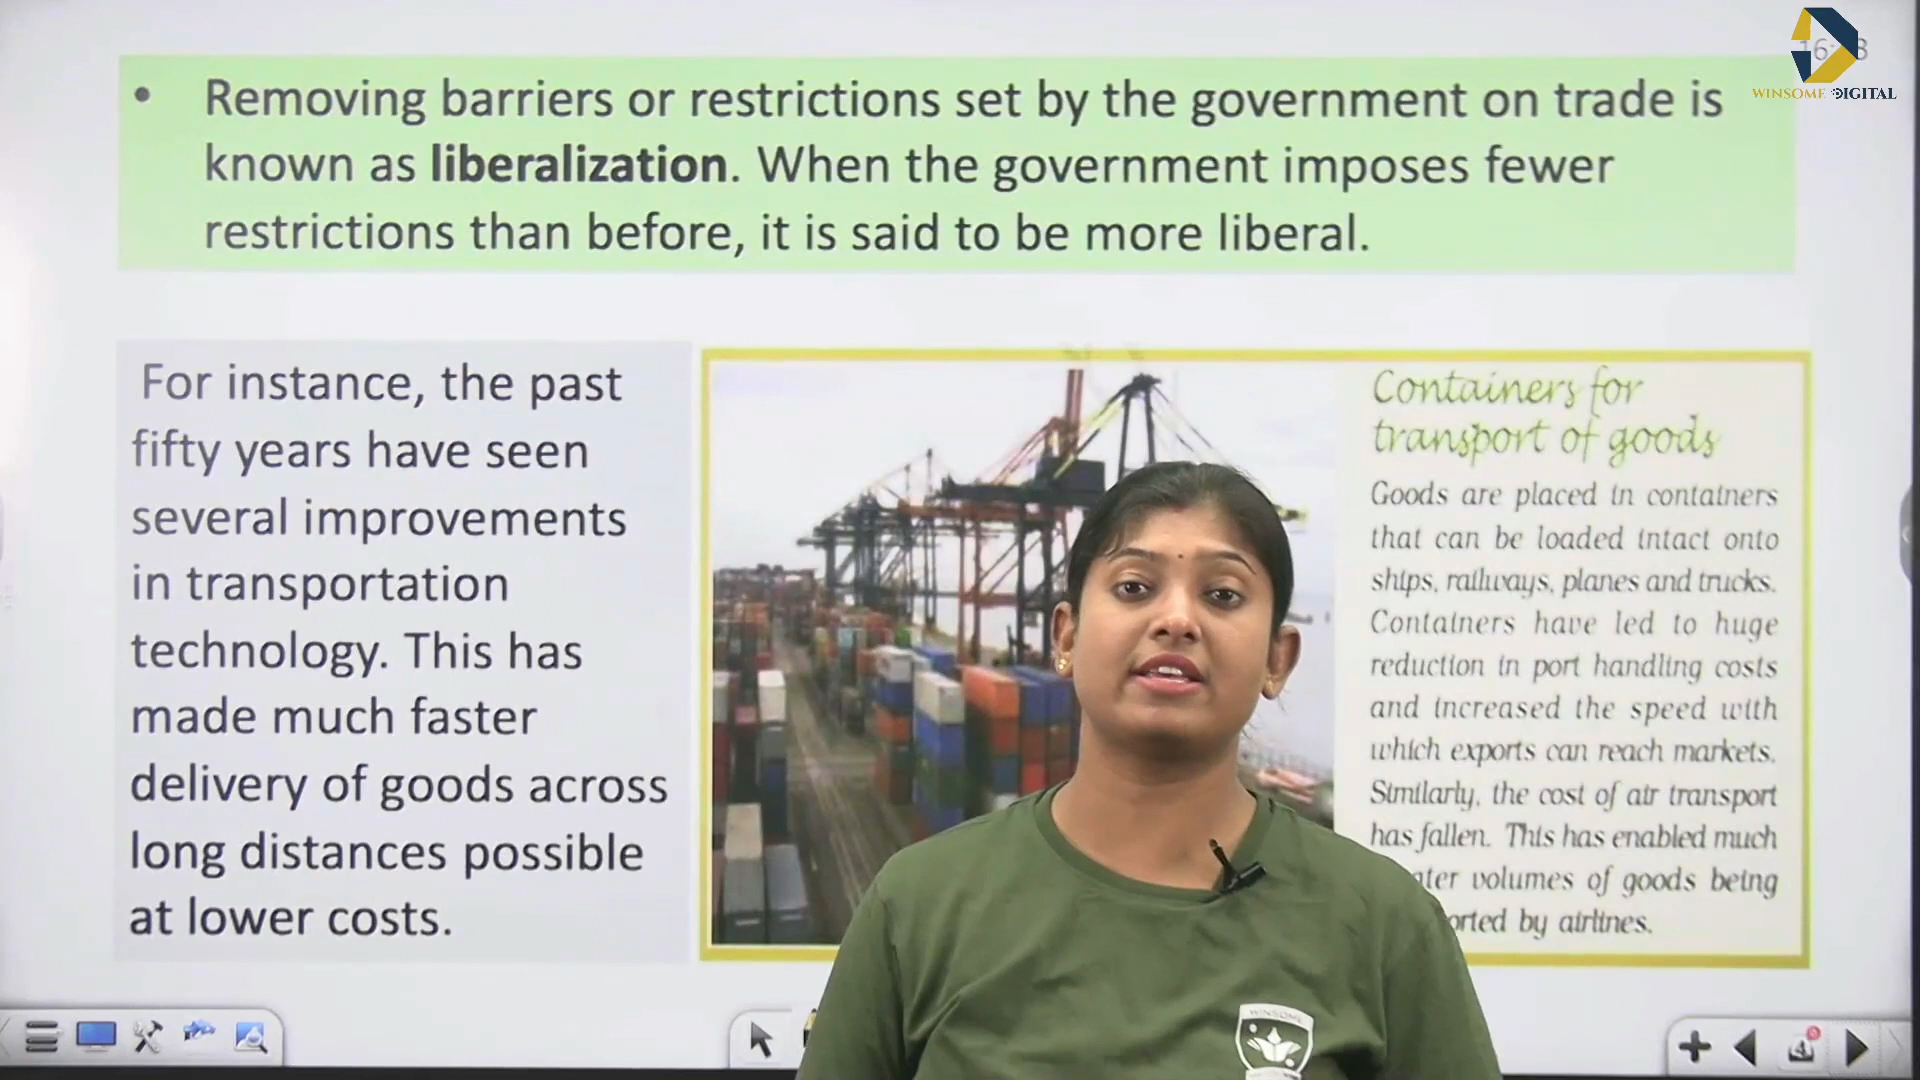 • Removing barriers or restrictions set by the government on trade is
known as liberalization. When the government imposes fewer
restrictions than before, it is said to be more liberal.
For instance, the past
fifty years have seen
several improvements
in transportation
technology. This has
made much faster
delivery of goods across
long distances possible
at lower costs.
Containers for
transport of goods
Goods are placed in containers
that can be loaded intact onto
ships, railways, planes and trucks.
Containers have led to huge
reduction in port handling costs
and increased the speed with
which exports can reach markets.
Similarly, the cost of air transport
has fallen. This has enabled much
volumes of goods being
by airlines.
WINSOME DIGITAL
WINSOME
4